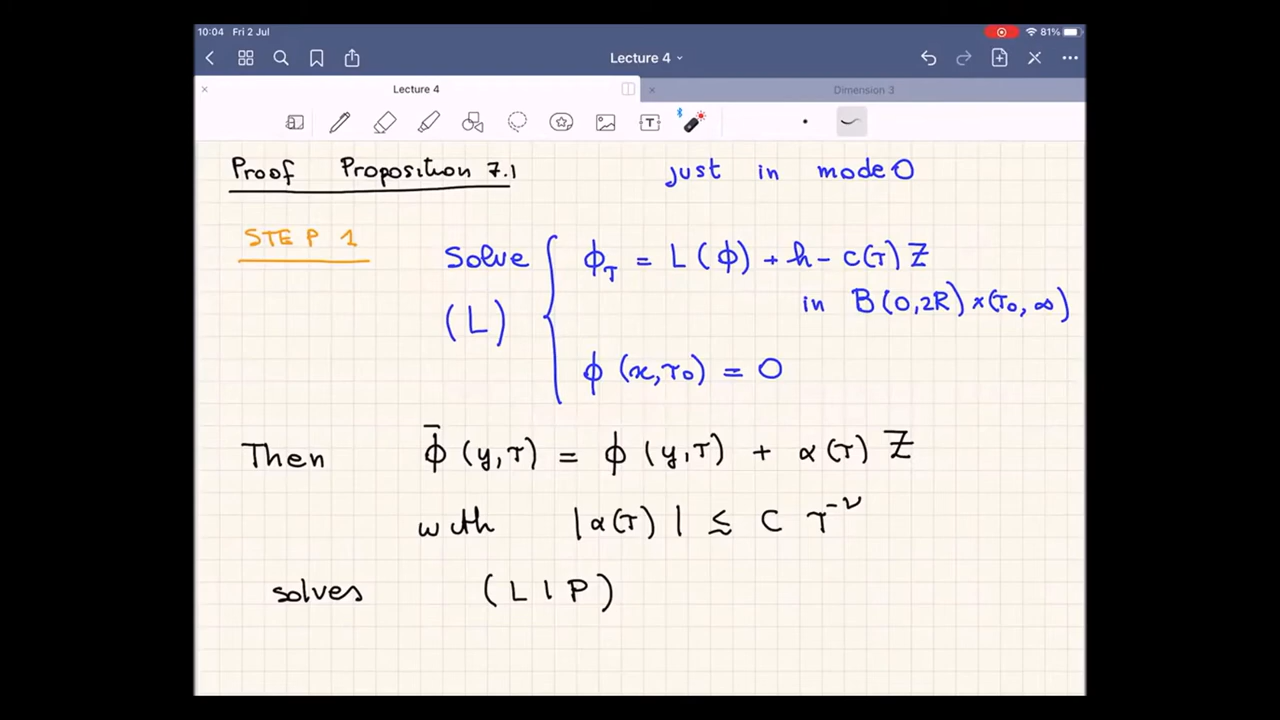 10:04 Fri 2 Jul
81%
Lecture 4
Lecture 4
Dimension 3
Proof Proposition 7.1
just in mode 0
STEP 1
Solve ϕ_τ = L(ϕ) + h - c(τ) Z
in B(0,2R) × (τ₀, ∞)
(L)
ϕ(x,τ₀) = 0
Then ϕ̄(y,τ) = ϕ(y,τ) + α(τ) Z
with |α(τ)| ≲ C τ^{-ν}
solves (LIP)